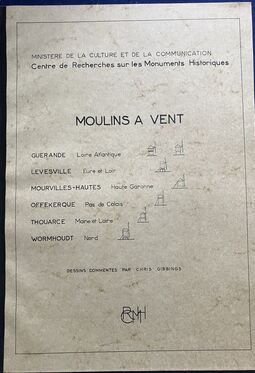 MINISTERE DE LA CULTURE ET DE LA COMMUNICATION
Centre de Recherches sur les Monuments Historiques
MOULINS A VENT
GUERANDE Loire Atlantique
LEVESVILLE Eure et Loir
MOURVILLES-HAUTES Haute Garonne
OFFEKERQUE Pas de Calais
THOUARCE Maine et Loire
WORMHOUDT Nord
DESSINS COMMENTES PAR CHRIS GIBBINGS
CRMH